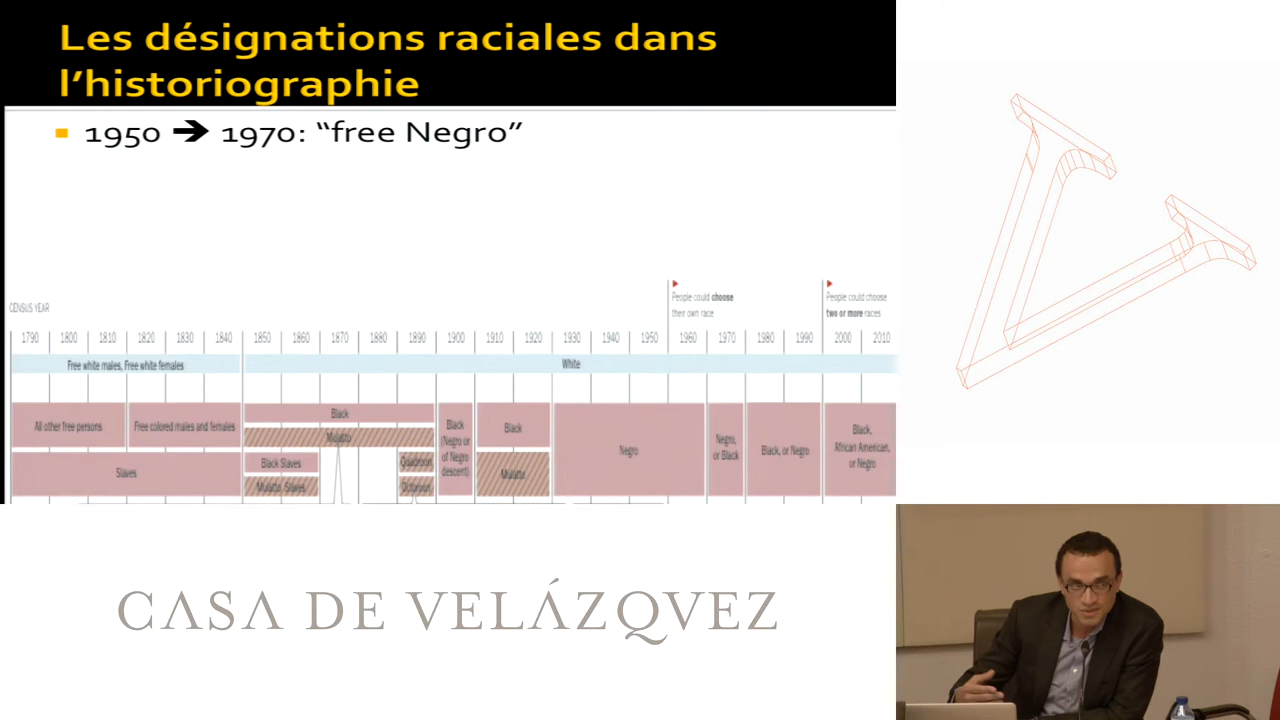 Les désignations raciales dans
l'historiographie
1950 ➔ 1970: “free Negro”
People could choose
their own race
People could choose
two or more races
CENSUS YEAR
1790 1800 1810 1820 1830 1840 1850 1860 1870 1880 1890 1900 1910 1920 1930 1940 1950 1960 1970 1980 1990 2000 2010
Free white males, Free white females
White
All other free persons
Free colored males and females
Slaves
Black
Mulatto
Black Slaves
Mulatto Slaves
Quadroon
Octoroon
Black
(Negro or
of Negro
descent)
Black
Mulatto
Negro
Negro,
or Black
Black, or Negro
Black,
African American,
or Negro
CASA DE VELÁZQVEZ